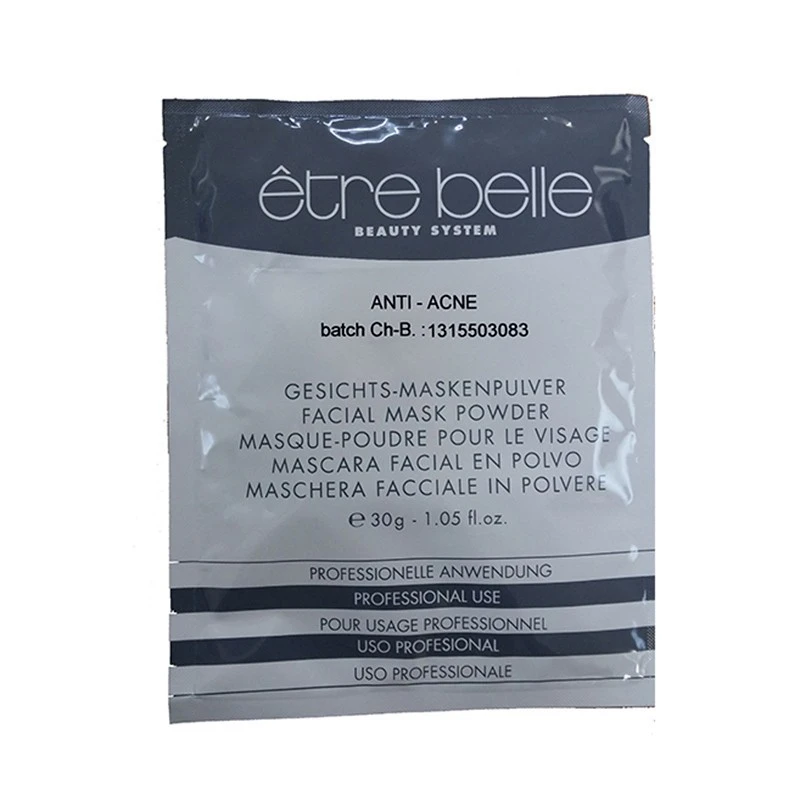 être belle
BEAUTY SYSTEM
ANTI - ACNE
batch Ch-B. :1315503083
GESICHTS-MASKENPULVER
FACIAL MASK POWDER
MASQUE-POUDRE POUR LE VISAGE
MASCARA FACIAL EN POLVO
MASCHERA FACCIALE IN POLVERE
℮ 30g - 1.05 fl.oz.
PROFESSIONELLE ANWENDUNG
PROFESSIONAL USE
POUR USAGE PROFESSIONNEL
USO PROFESIONAL
USO PROFESSIONALE